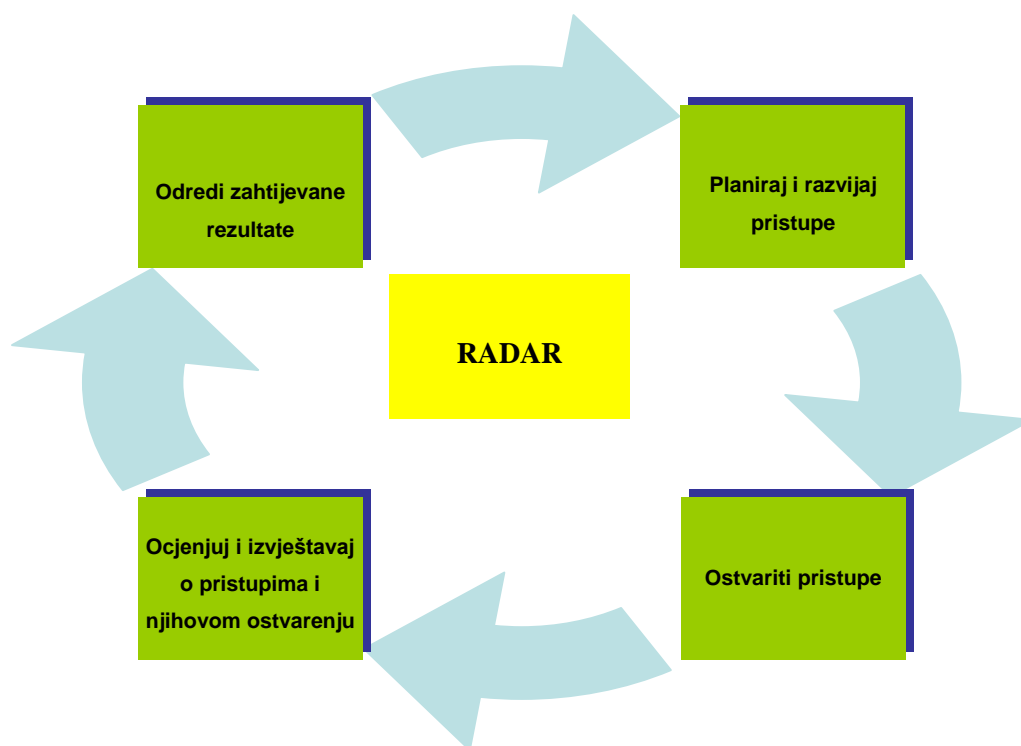 Odredi zahtijevane
rezultate
Planiraj i razvijaj
pristupe
RADAR
Ocjenjuj i izvještavaj
o pristupima i
njihovom ostvarenju
Ostvariti pristupe